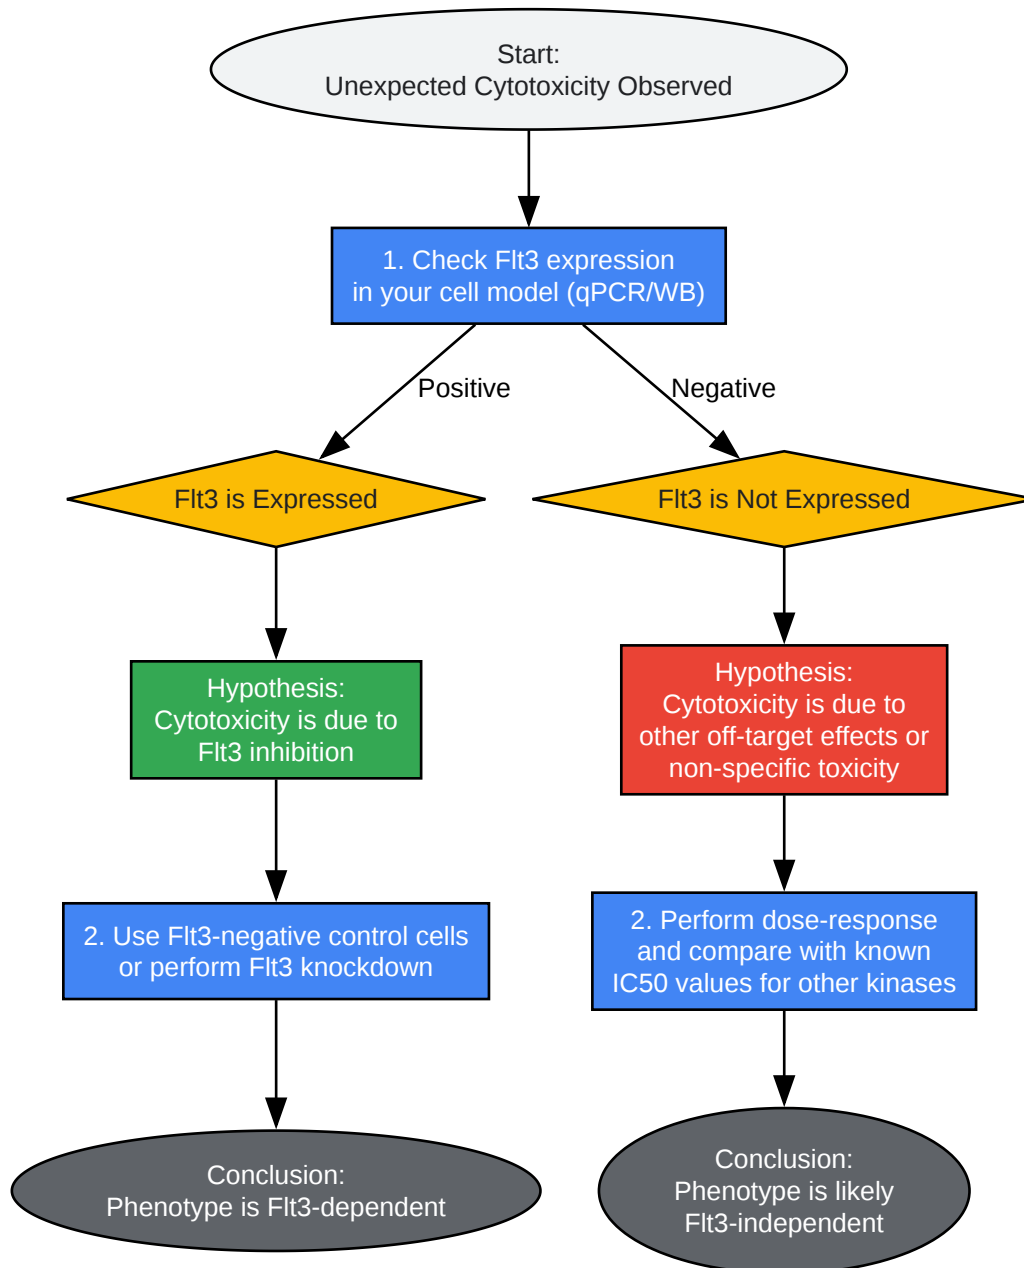 Start:
Unexpected Cytotoxicity Observed
1. Check Flt3 expression
in your cell model (qPCR/WB)
Positive
Negative
Flt3 is Expressed
Flt3 is Not Expressed
Hypothesis:
Cytotoxicity is due to
Flt3 inhibition
Hypothesis:
Cytotoxicity is due to
other off-target effects or
non-specific toxicity
2. Use Flt3-negative control cells
or perform Flt3 knockdown
2. Perform dose-response
and compare with known
IC50 values for other kinases
Conclusion:
Phenotype is Flt3-dependent
Conclusion:
Phenotype is likely
Flt3-independent